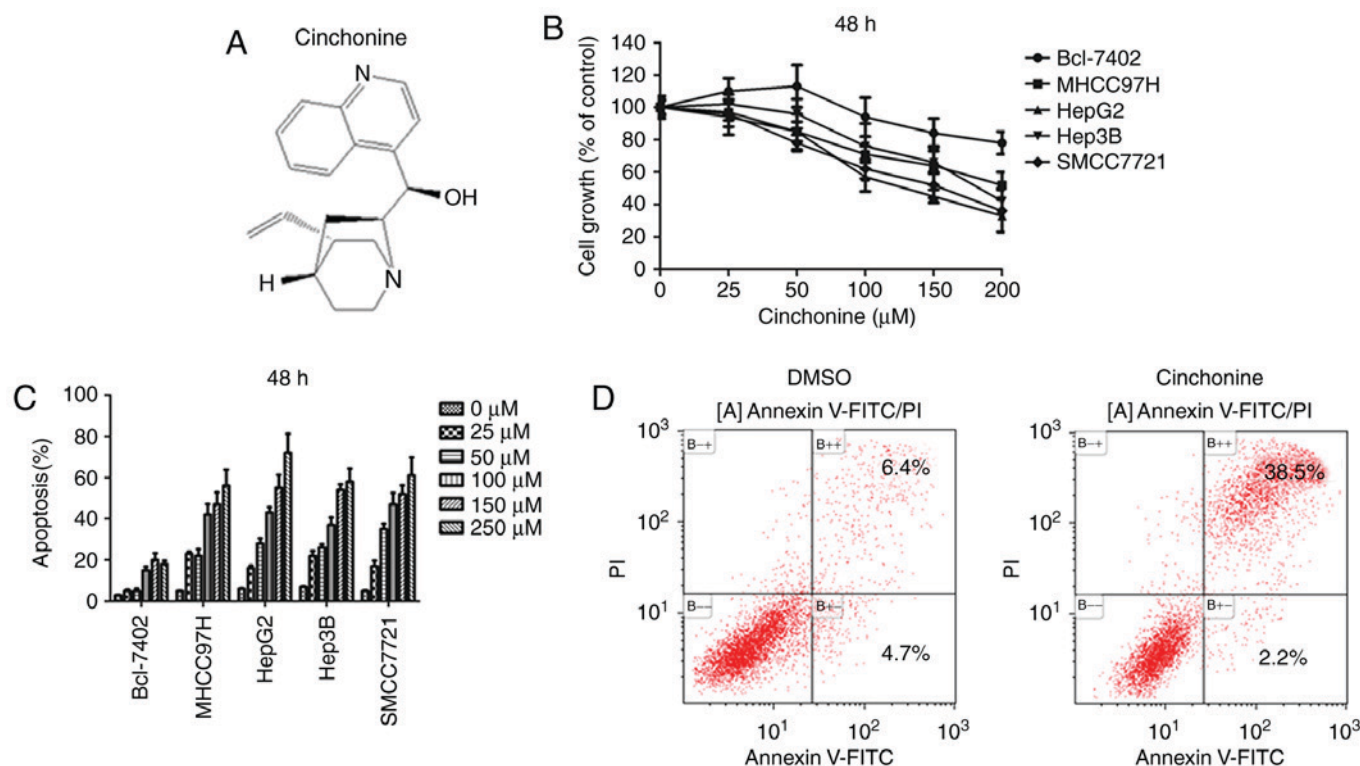 A
Cinchonine
N
OH
H
N
B
48 h
Cell growth (% of control)
140
120
100
80
60
40
20
0
0
25
50
100
150
200
Cinchonine (µM)
Bcl-7402
MHCC97H
HepG2
Hep3B
SMCC7721
C
48 h
Apoptosis (%)
100
80
60
40
20
0
Bcl-7402
MHCC97H
HepG2
Hep3B
SMCC7721
0 µM
25 µM
50 µM
100 µM
150 µM
250 µM
D
DMSO
[A] Annexin V-FITC/PI
PI
10³
10²
10¹
B-+
B++
6.4%
B--
B+-
4.7%
10¹
10²
10³
Annexin V-FITC
Cinchonine
[A] Annexin V-FITC/PI
PI
10³
10²
10¹
B-+
B++
38.5%
B--
B+-
2.2%
10¹
10²
10³
Annexin V-FITC